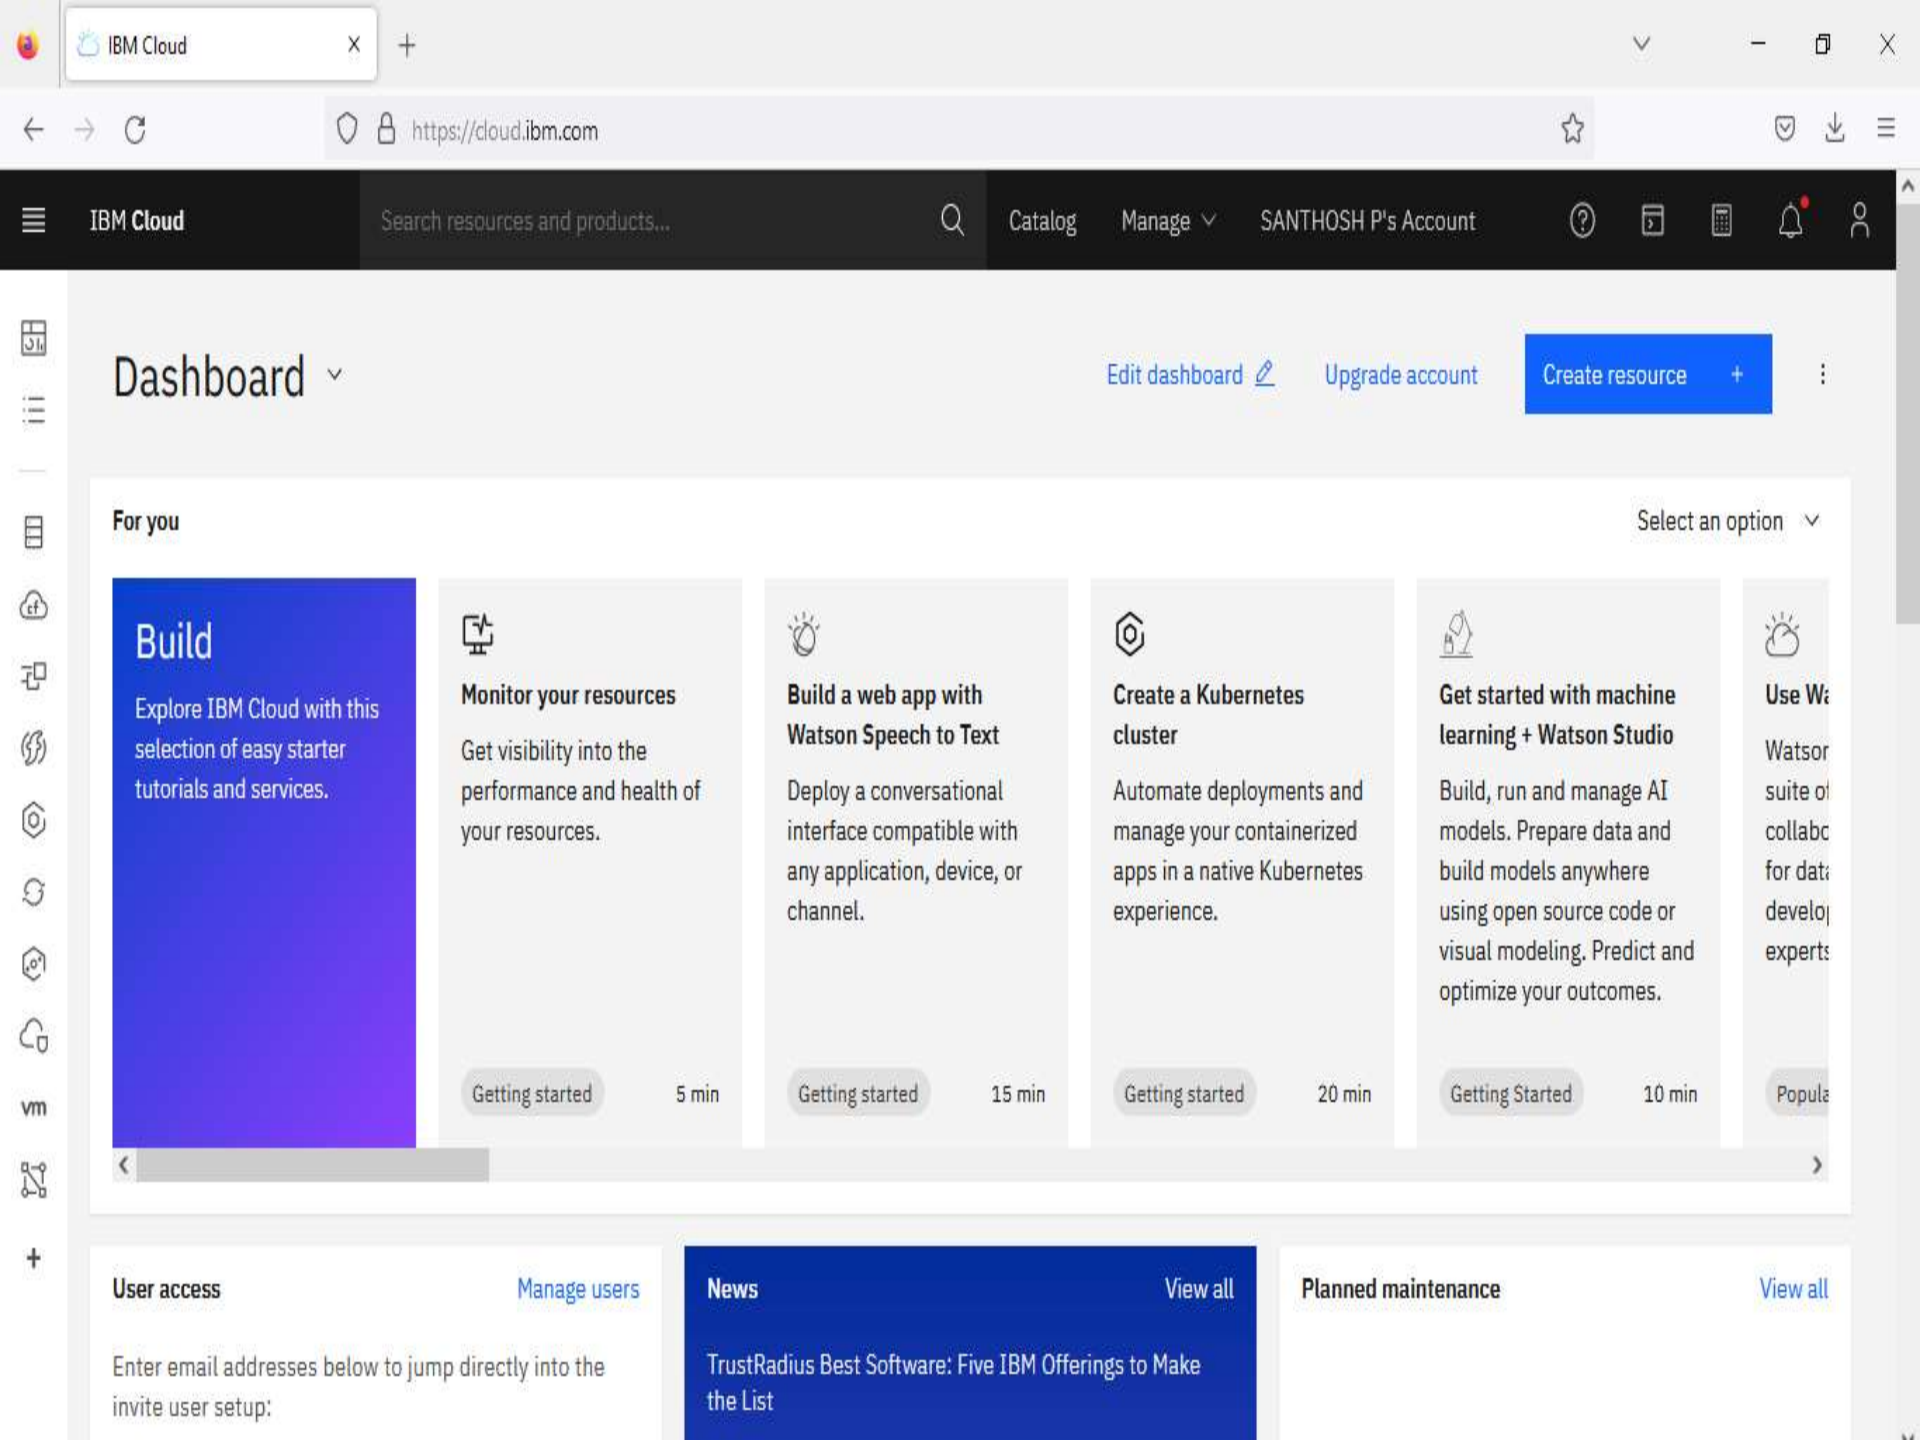 IBM Cloud
https://cloud.ibm.com
IBM Cloud
Search resources and products...
Catalog
Manage
SANTHOSH P's Account
Dashboard
Edit dashboard
Upgrade account
Create resource +
For you
Select an option
Build
Explore IBM Cloud with this
selection of easy starter
tutorials and services.
Monitor your resources
Get visibility into the
performance and health of
your resources.
Getting started
5 min
Build a web app with
Watson Speech to Text
Deploy a conversational
interface compatible with
any application, device, or
channel.
Getting started
15 min
Create a Kubernetes
cluster
Automate deployments and
manage your containerized
apps in a native Kubernetes
experience.
Getting started
20 min
Get started with machine
learning + Watson Studio
Build, run and manage AI
models. Prepare data and
build models anywhere
using open source code or
visual modeling. Predict and
optimize your outcomes.
Getting Started
10 min
Use
suite
for
experts
vm
User access
Manage users
Enter email addresses below to jump directly into the
invite user setup:
News
View all
TrustRadius Best Software: Five IBM Offerings to Make
the List
Planned maintenance
View all